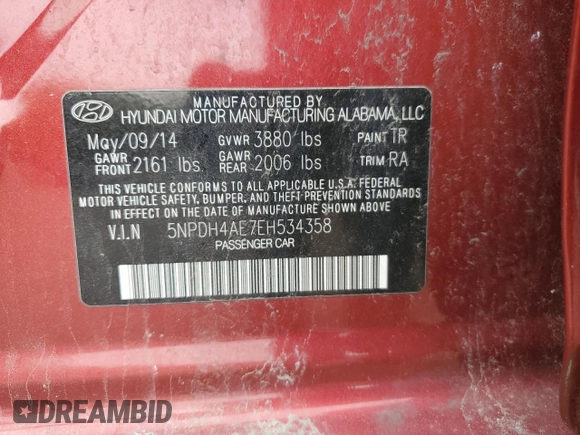 MANUFACTURED BY
HYUNDAI MOTOR MANUFACTURING ALABAMA, LLC
May/09/14 GVWR 3880 lbs PAINT TR
GAWR FRONT 2161 lbs GAWR REAR 2006 lbs TRIM RA
THIS VEHICLE CONFORMS TO ALL APPLICABLE U.S.A. FEDERAL
MOTOR VEHICLE SAFETY, BUMPER, AND THEFT PREVENTION STANDARDS
IN EFFECT ON THE DATE OF MANUFACTURE SHOWN ABOVE.
V.I.N 5NPDH4AE7EH534358
PASSENGER CAR
DREAMBID